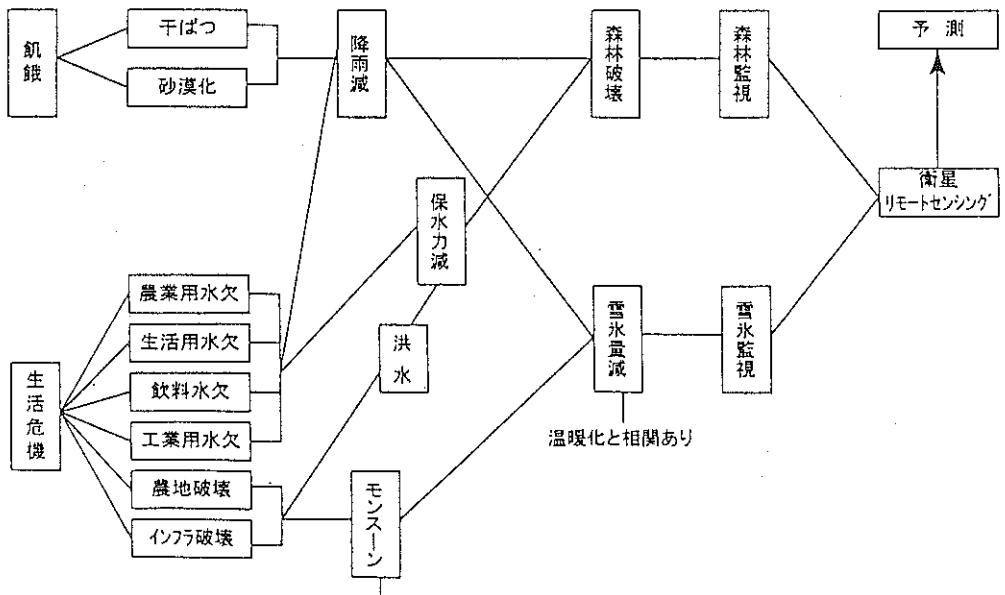 飢餓
干ばつ
砂漠化
降雨減
森林破壊
森林監視
予測
衛星
リモートセンシング
保水力減
洪水
生活危機
農業用水欠
生活用水欠
飲料水欠
工業用水欠
農地破壊
インフラ破壊
モンスーン
雪氷量減
雪氷監視
温暖化と相関あり